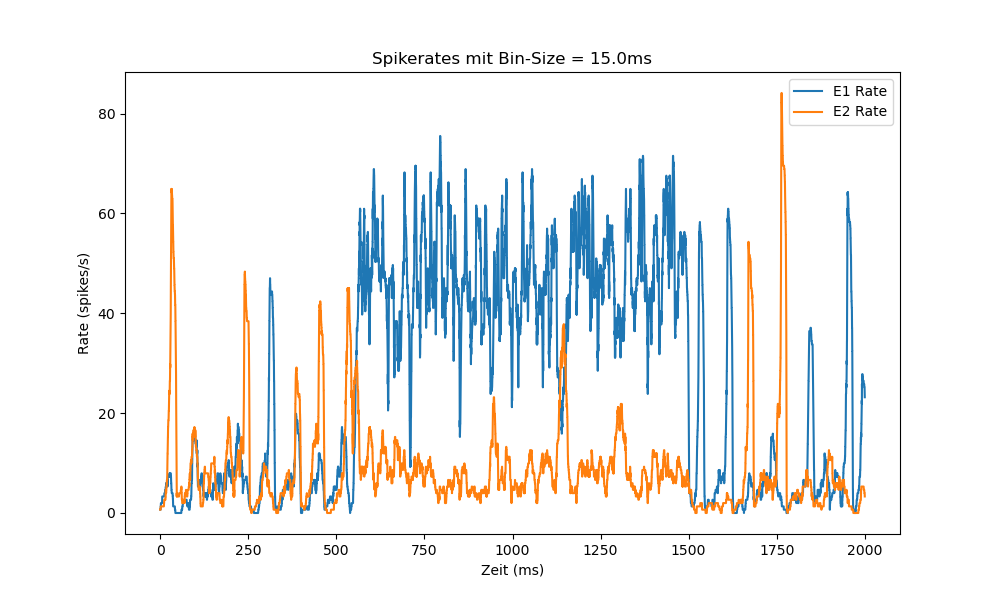 Spikerates mit Bin-Size = 15.0ms
E1 Rate
E2 Rate
Rate (spikes/s)
80
60
40
20
0
0 250 500 750 1000 1250 1500 1750 2000
Zeit (ms)